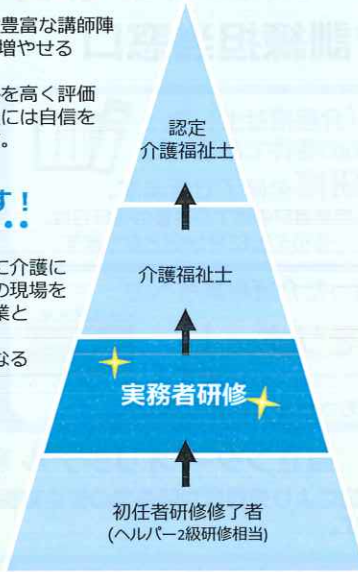 豊富な講師陣
増やせる
を高く評価
には自信を
。
す！
に介護に
の現場を
業と
なる
認定
介護福祉士
介護福祉士
実務者研修
初任者研修修了者
(ヘルパー2級研修相当)